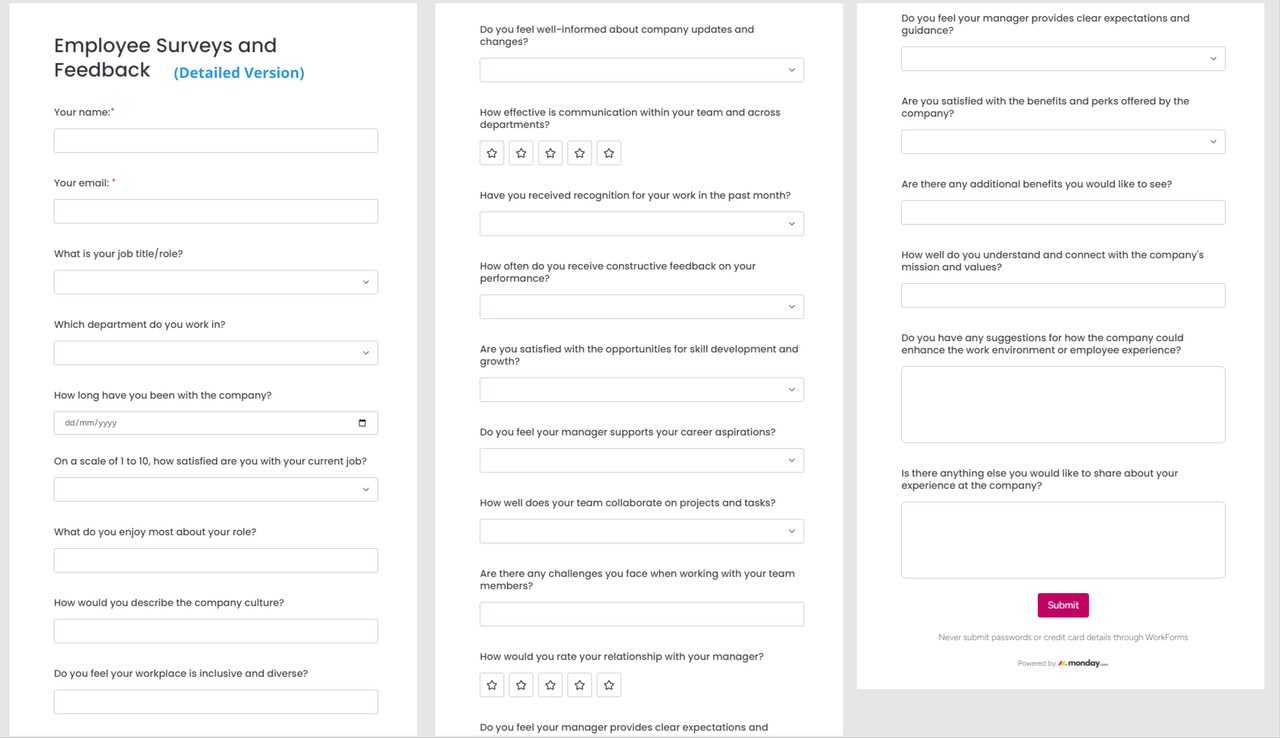 Employee Surveys and
Feedback (Detailed Version)
Your name:*
Your email: *
What is your job title/role?
Which department do you work in?
How long have you been with the company?
dd/mm/yyyy
On a scale of 1 to 10, how satisfied are you with your current job?
What do you enjoy most about your role?
How would you describe the company culture?
Do you feel your workplace is inclusive and diverse?
Do you feel well-informed about company updates and
changes?
How effective is communication within your team and across
departments?
Have you received recognition for your work in the past month?
How often do you receive constructive feedback on your
performance?
Are you satisfied with the opportunities for skill development and
growth?
Do you feel your manager supports your career aspirations?
How well does your team collaborate on projects and tasks?
Are there any challenges you face when working with your team
members?
How would you rate your relationship with your manager?
Do you feel your manager provides clear expectations and
Do you feel your manager provides clear expectations and
guidance?
Are you satisfied with the benefits and perks offered by the
company?
Are there any additional benefits you would like to see?
How well do you understand and connect with the company's
mission and values?
Do you have any suggestions for how the company could
enhance the work environment or employee experience?
Is there anything else you would like to share about your
experience at the company?
Submit
Never submit passwords or credit card details through WorkForms
Powered by monday.com